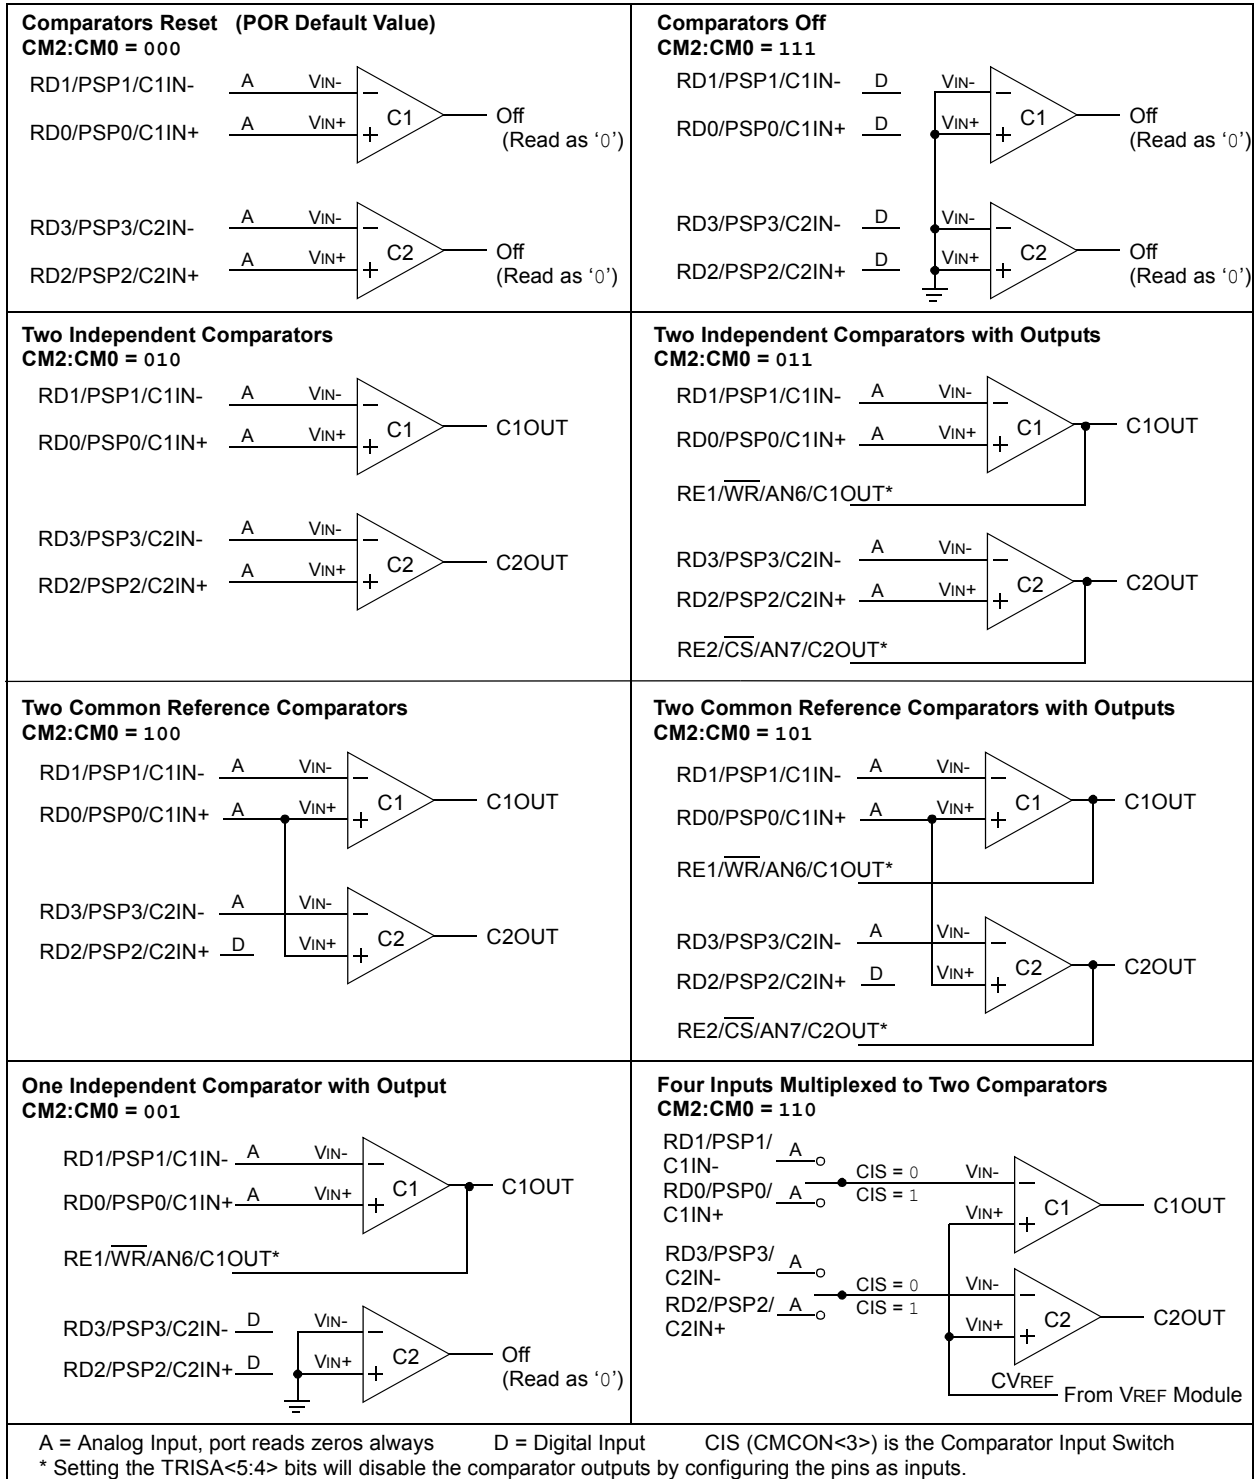 Comparators Reset (POR Default Value)
CM2:CM0 = 000
RD1/PSP1/C1IN- A VIN-
RD0/PSP0/C1IN+ A VIN+
C1
Off
(Read as ‘0’)
RD3/PSP3/C2IN- A VIN-
RD2/PSP2/C2IN+ A VIN+
C2
Off
(Read as ‘0’)
Comparators Off
CM2:CM0 = 111
RD1/PSP1/C1IN- D VIN-
RD0/PSP0/C1IN+ D VIN+
C1
Off
(Read as ‘0’)
RD3/PSP3/C2IN- D VIN-
RD2/PSP2/C2IN+ D VIN+
C2
Off
(Read as ‘0’)
Two Independent Comparators
CM2:CM0 = 010
RD1/PSP1/C1IN- A VIN-
RD0/PSP0/C1IN+ A VIN+
C1
C1OUT
RD3/PSP3/C2IN- A VIN-
RD2/PSP2/C2IN+ A VIN+
C2
C2OUT
Two Independent Comparators with Outputs
CM2:CM0 = 011
RD1/PSP1/C1IN- A VIN-
RD0/PSP0/C1IN+ A VIN+
C1
C1OUT
RE1/W̅R̅/AN6/C1OUT*
RD3/PSP3/C2IN- A VIN-
RD2/PSP2/C2IN+ A VIN+
C2
C2OUT
RE2/C̅S̅/AN7/C2OUT*
Two Common Reference Comparators
CM2:CM0 = 100
RD1/PSP1/C1IN- A VIN-
RD0/PSP0/C1IN+ A VIN+
C1
C1OUT
RD3/PSP3/C2IN- A VIN-
RD2/PSP2/C2IN+ D VIN+
C2
C2OUT
Two Common Reference Comparators with Outputs
CM2:CM0 = 101
RD1/PSP1/C1IN- A VIN-
RD0/PSP0/C1IN+ A VIN+
C1
C1OUT
RE1/W̅R̅/AN6/C1OUT*
RD3/PSP3/C2IN- A VIN-
RD2/PSP2/C2IN+ D VIN+
C2
C2OUT
RE2/C̅S̅/AN7/C2OUT*
One Independent Comparator with Output
CM2:CM0 = 001
RD1/PSP1/C1IN- A VIN-
RD0/PSP0/C1IN+ A VIN+
C1
C1OUT
RE1/W̅R̅/AN6/C1OUT*
RD3/PSP3/C2IN- D VIN-
RD2/PSP2/C2IN+ D VIN+
C2
Off
(Read as ‘0’)
Four Inputs Multiplexed to Two Comparators
CM2:CM0 = 110
RD1/PSP1/
C1IN- A
RD0/PSP0/
C1IN+ A
CIS = 0 VIN-
CIS = 1
VIN+
C1
C1OUT
RD3/PSP3/
C2IN- A
RD2/PSP2/
C2IN+ A
CIS = 0 VIN-
CIS = 1
VIN+
C2
C2OUT
CVREF
From VREF Module
A = Analog Input, port reads zeros always D = Digital Input CIS (CMCON<3>) is the Comparator Input Switch
* Setting the TRISA<5:4> bits will disable the comparator outputs by configuring the pins as inputs.